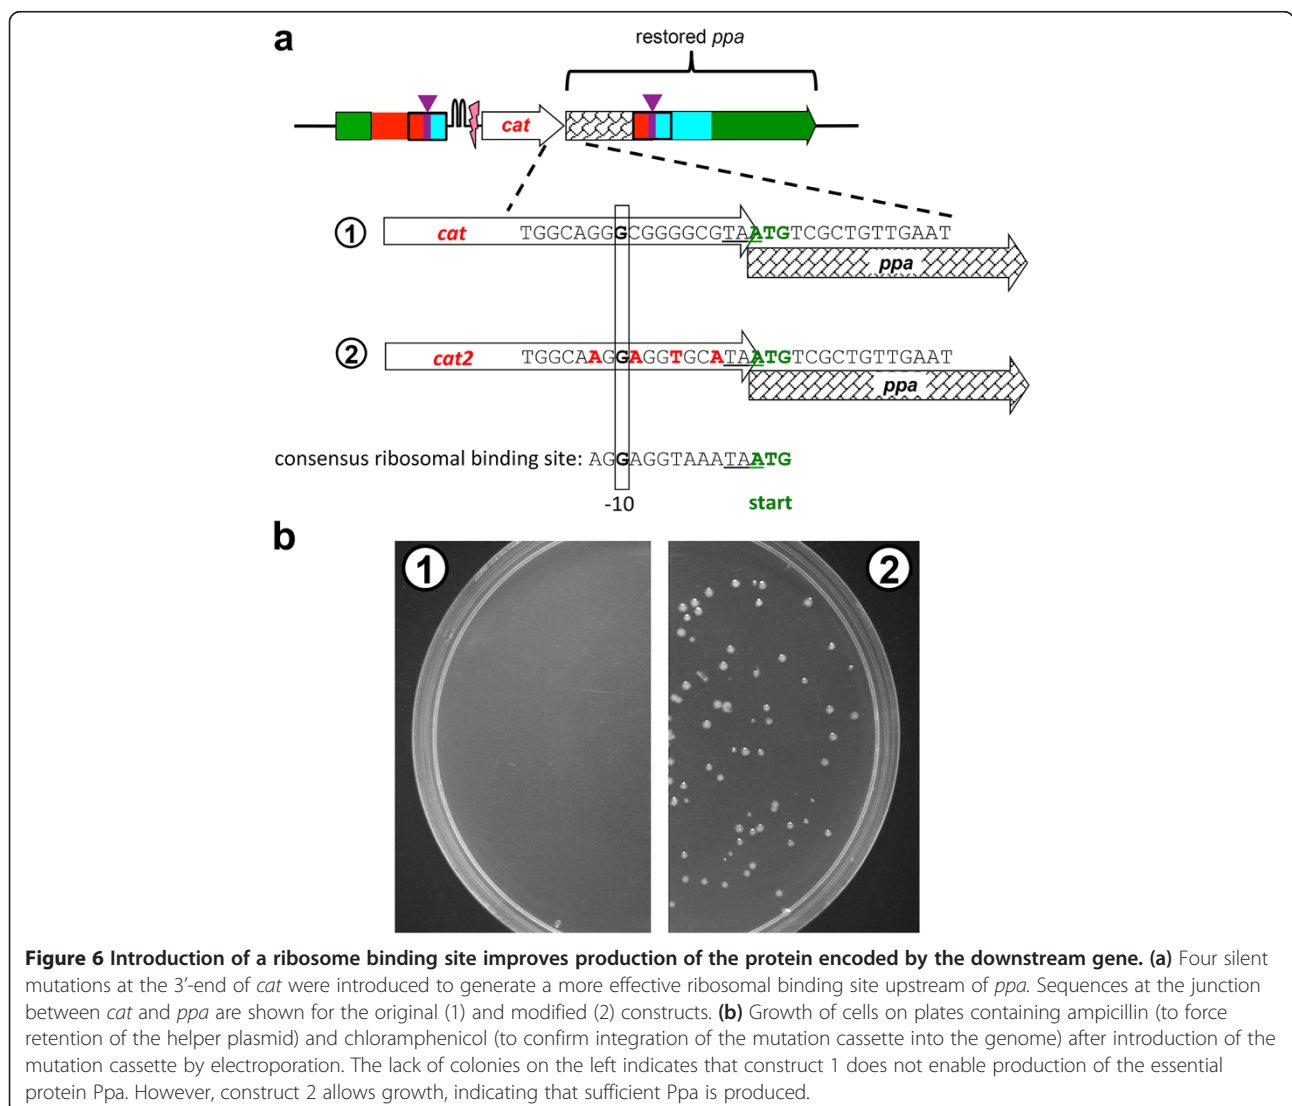 a
restored ppa
cat
1 cat TGGCAGGGCGGGGCGTAATGTCGCTGTTGAAT
ppa
2 cat2 TGGCAAGGAGGTGCATAATGTCGCTGTTGAAT
ppa
consensus ribosomal binding site: AGGAGGTAAATAATG
-10 start
b
1 2
Figure 6 Introduction of a ribosome binding site improves production of the protein encoded by the downstream gene. (a) Four silent
mutations at the 3'-end of cat were introduced to generate a more effective ribosomal binding site upstream of ppa. Sequences at the junction
between cat and ppa are shown for the original (1) and modified (2) constructs. (b) Growth of cells on plates containing ampicillin (to force
retention of the helper plasmid) and chloramphenicol (to confirm integration of the mutation cassette into the genome) after introduction of the
mutation cassette by electroporation. The lack of colonies on the left indicates that construct 1 does not enable production of the essential
protein Ppa. However, construct 2 allows growth, indicating that sufficient Ppa is produced.